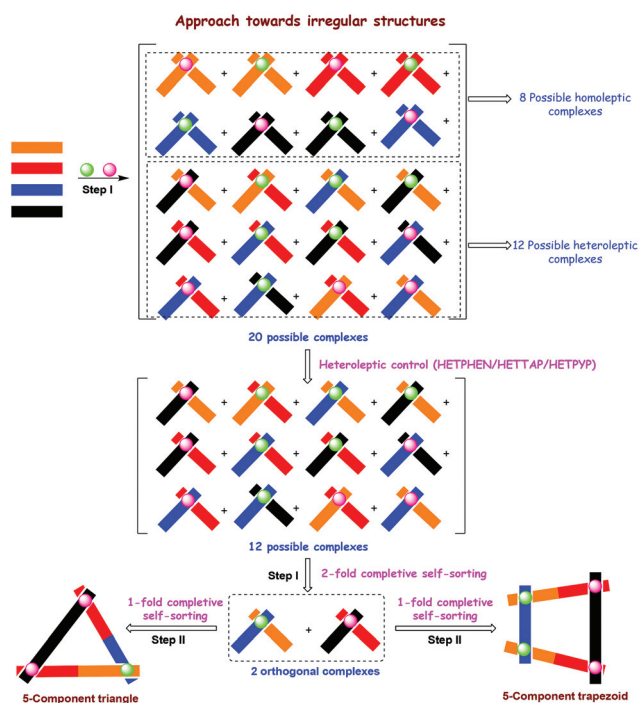 Approach towards irregular structures
+ + + +
8 Possible homoleptic
complexes
Step I
+ + + +
+ + + +
+ + + +
12 Possible heteroleptic
complexes
+ + +
20 possible complexes
Heteroleptic control (HETPHEN/HETTAP/HETPYP)
+ + + +
+ + + +
+ + +
12 possible complexes
Step I
2-fold completive self-sorting
1-fold completive
self-sorting
Step II
+
1-fold completive
self-sorting
Step II
2 orthogonal complexes
5-Component triangle
5-Component trapezoid